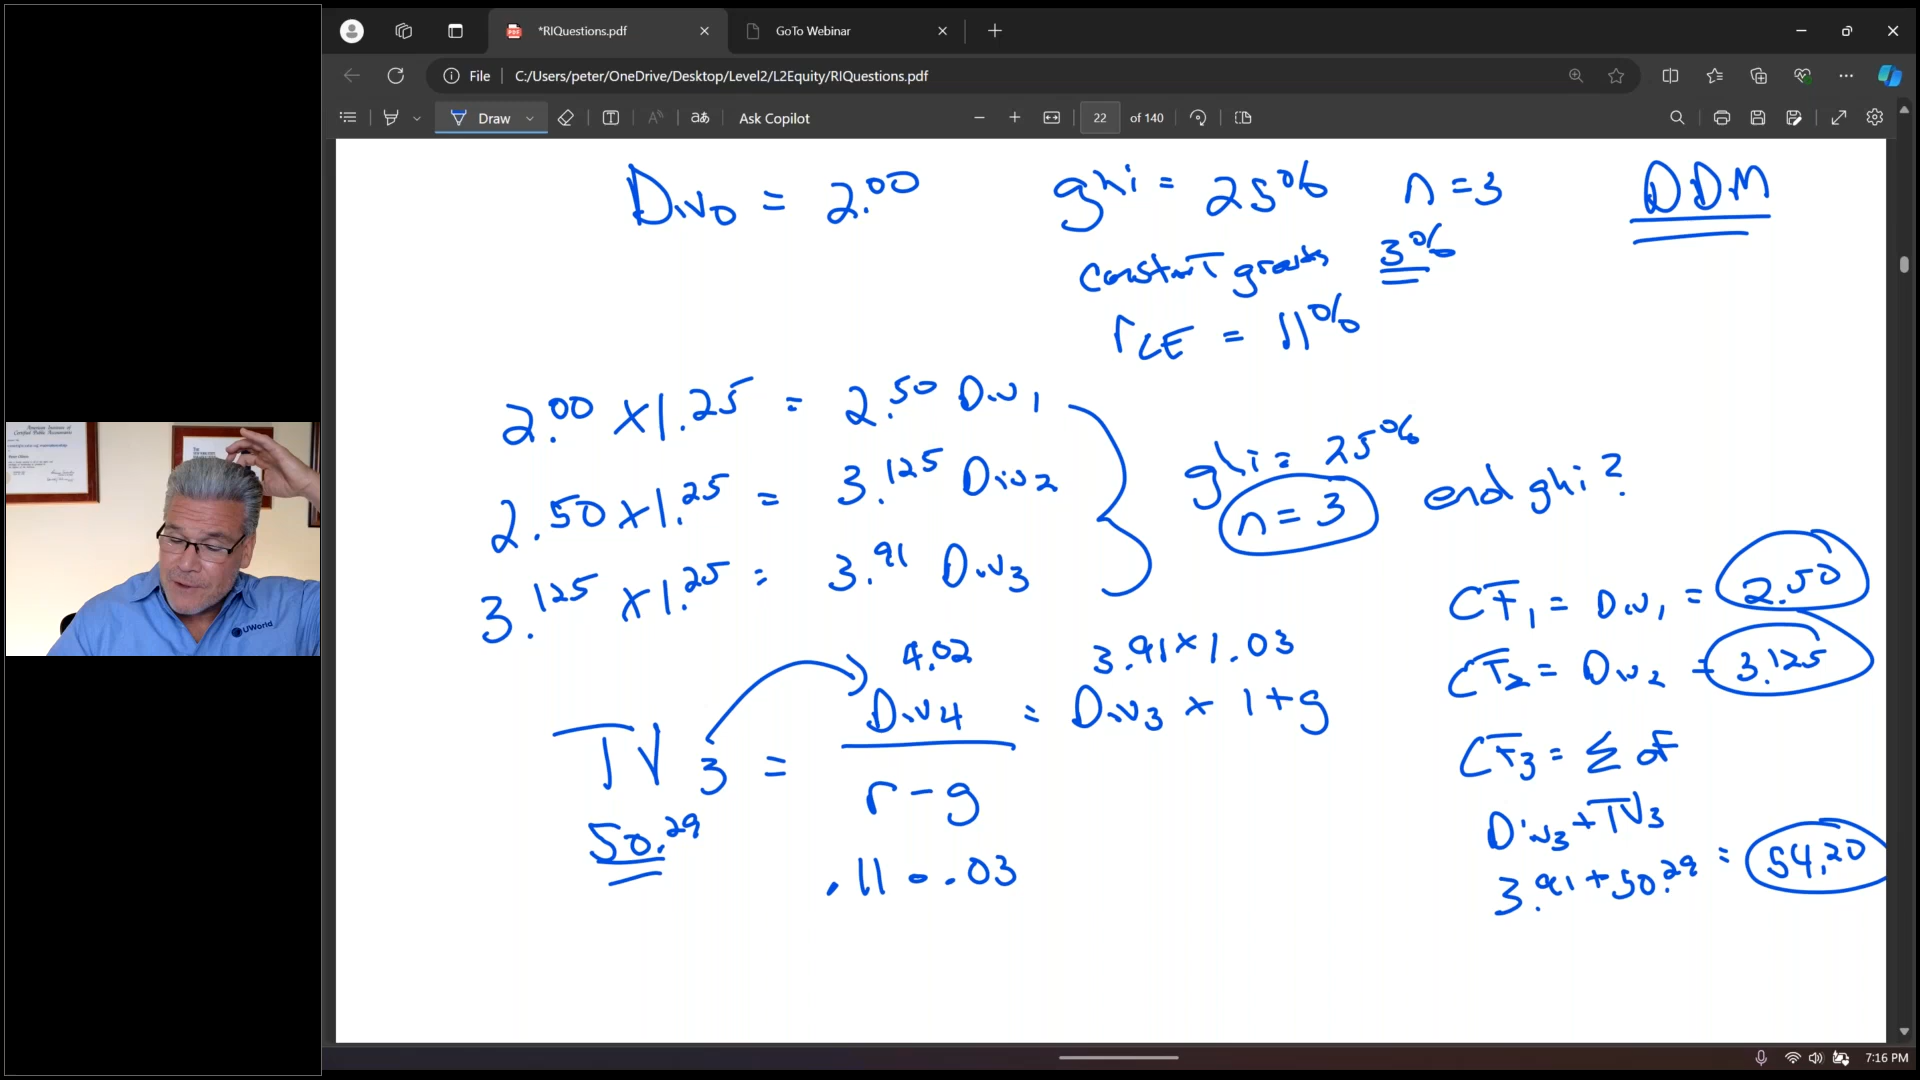 *RIQuestions.pdf
GoTo Webinar
File
C:/Users/peter/OneDrive/Desktop/Level2/L2Equity/RIQuestions.pdf
Draw
aあ
Ask Copilot
22
of 140
Div0 = 2.00
ghi = 25%
n = 3
DDM
constant growth 3%
rCE = 11%
2.00 x 1.25 = 2.50 Div1
2.50 x 1.25 = 3.125 Div2
3.125 x 1.25 = 3.91 Div3
ghi = 25%
n = 3
end ghi?
CF1 = Div1 = 2.50
CF2 = Div2 = 3.125
CF3 = Σ of
Div3 + TV3
3.91 + 50.29 = 54.20
4.02
3.91 x 1.03
TV3 = Div4 = Div3 x 1+g
r - g
50.29
.11 - .03
UWorld
7:16 PM